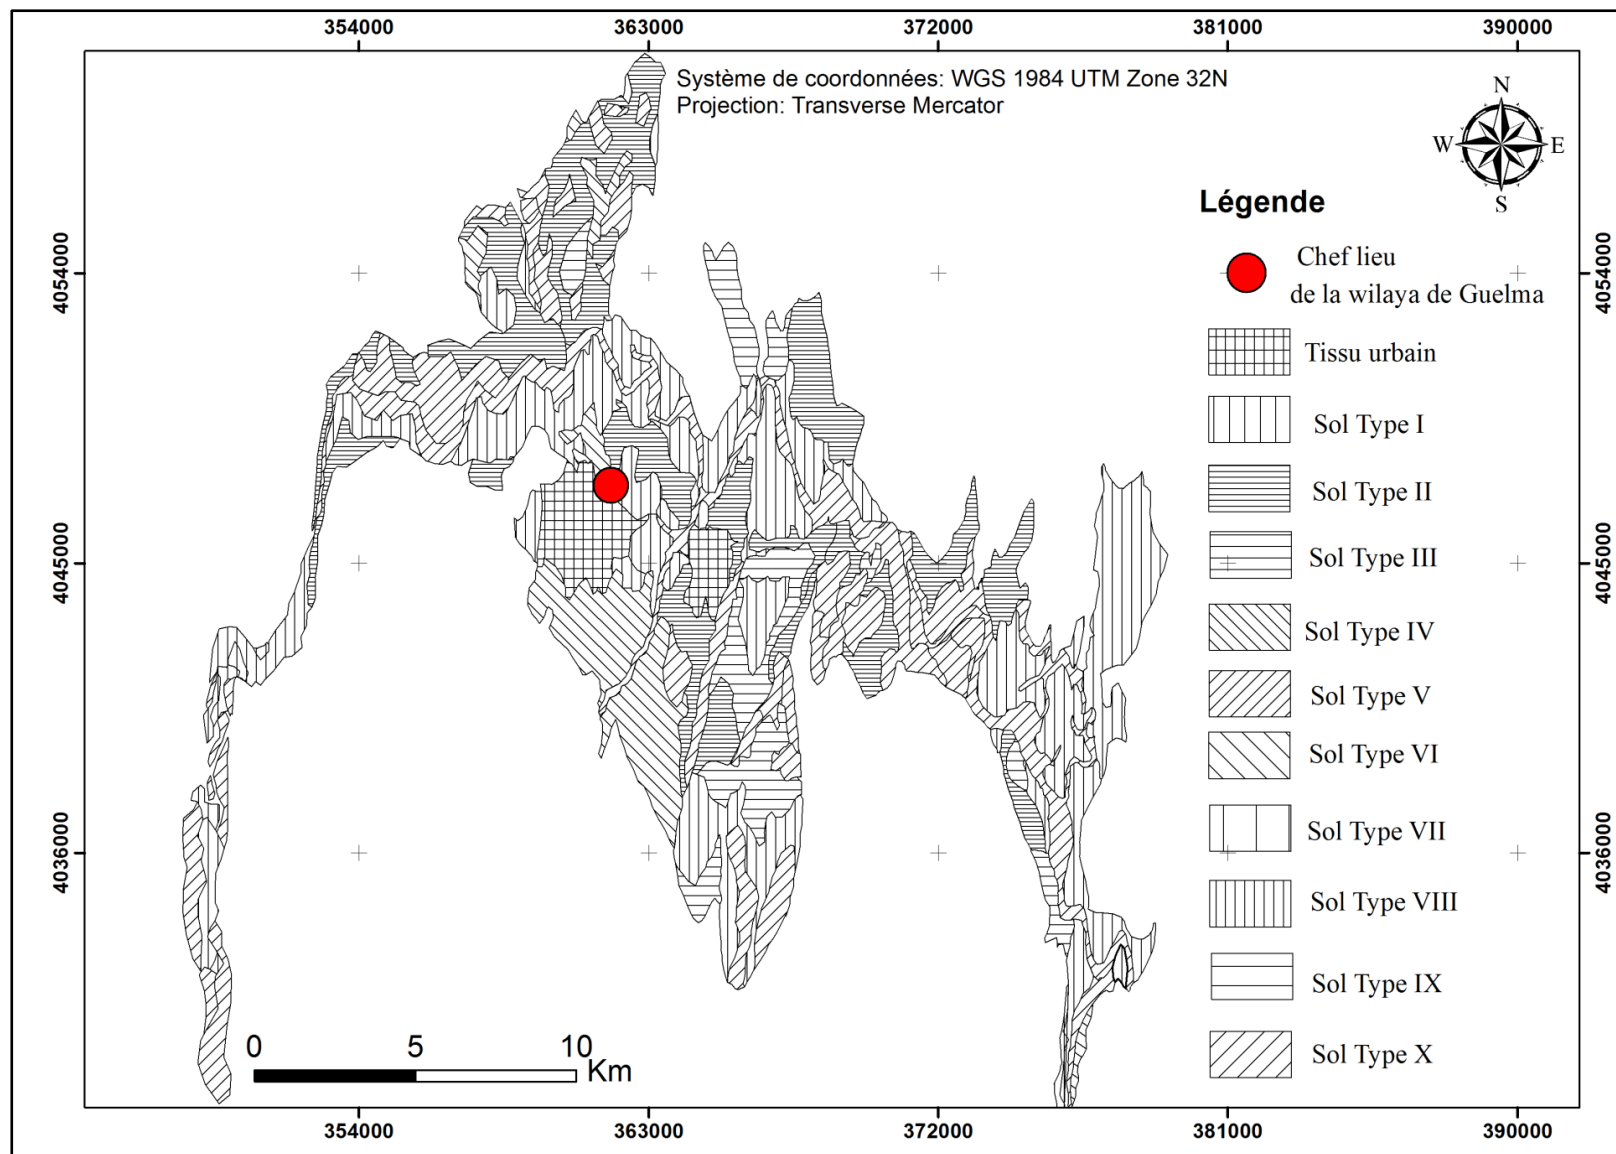 354000 363000 372000 381000 390000
Système de coordonnées: WGS 1984 UTM Zone 32N
Projection: Transverse Mercator
N
W E
S
Légende
Chef lieu
de la wilaya de Guelma
Tissu urbain
Sol Type I
Sol Type II
Sol Type III
Sol Type IV
Sol Type V
Sol Type VI
Sol Type VII
Sol Type VIII
Sol Type IX
Sol Type X
4054000 4054000
4045000 4045000
4036000 4036000
0 5 10
Km
354000 363000 372000 381000 390000